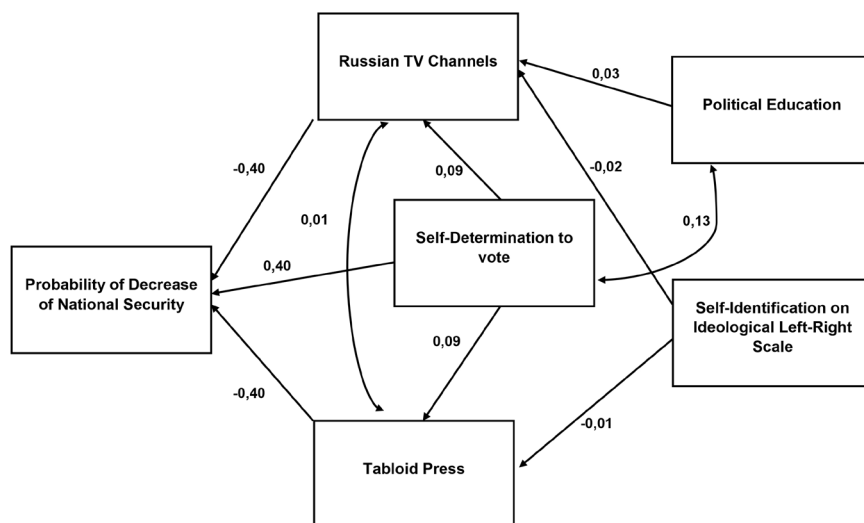 Russian TV Channels
0,03
Political Education
-0,40
0,09
-0,02
0,01
0,13
Self-Determination to
vote
0,40
Probability of Decrease
of National Security
Self-Identification on
Ideological Left-Right
Scale
0,09
-0,40
-0,01
Tabloid Press